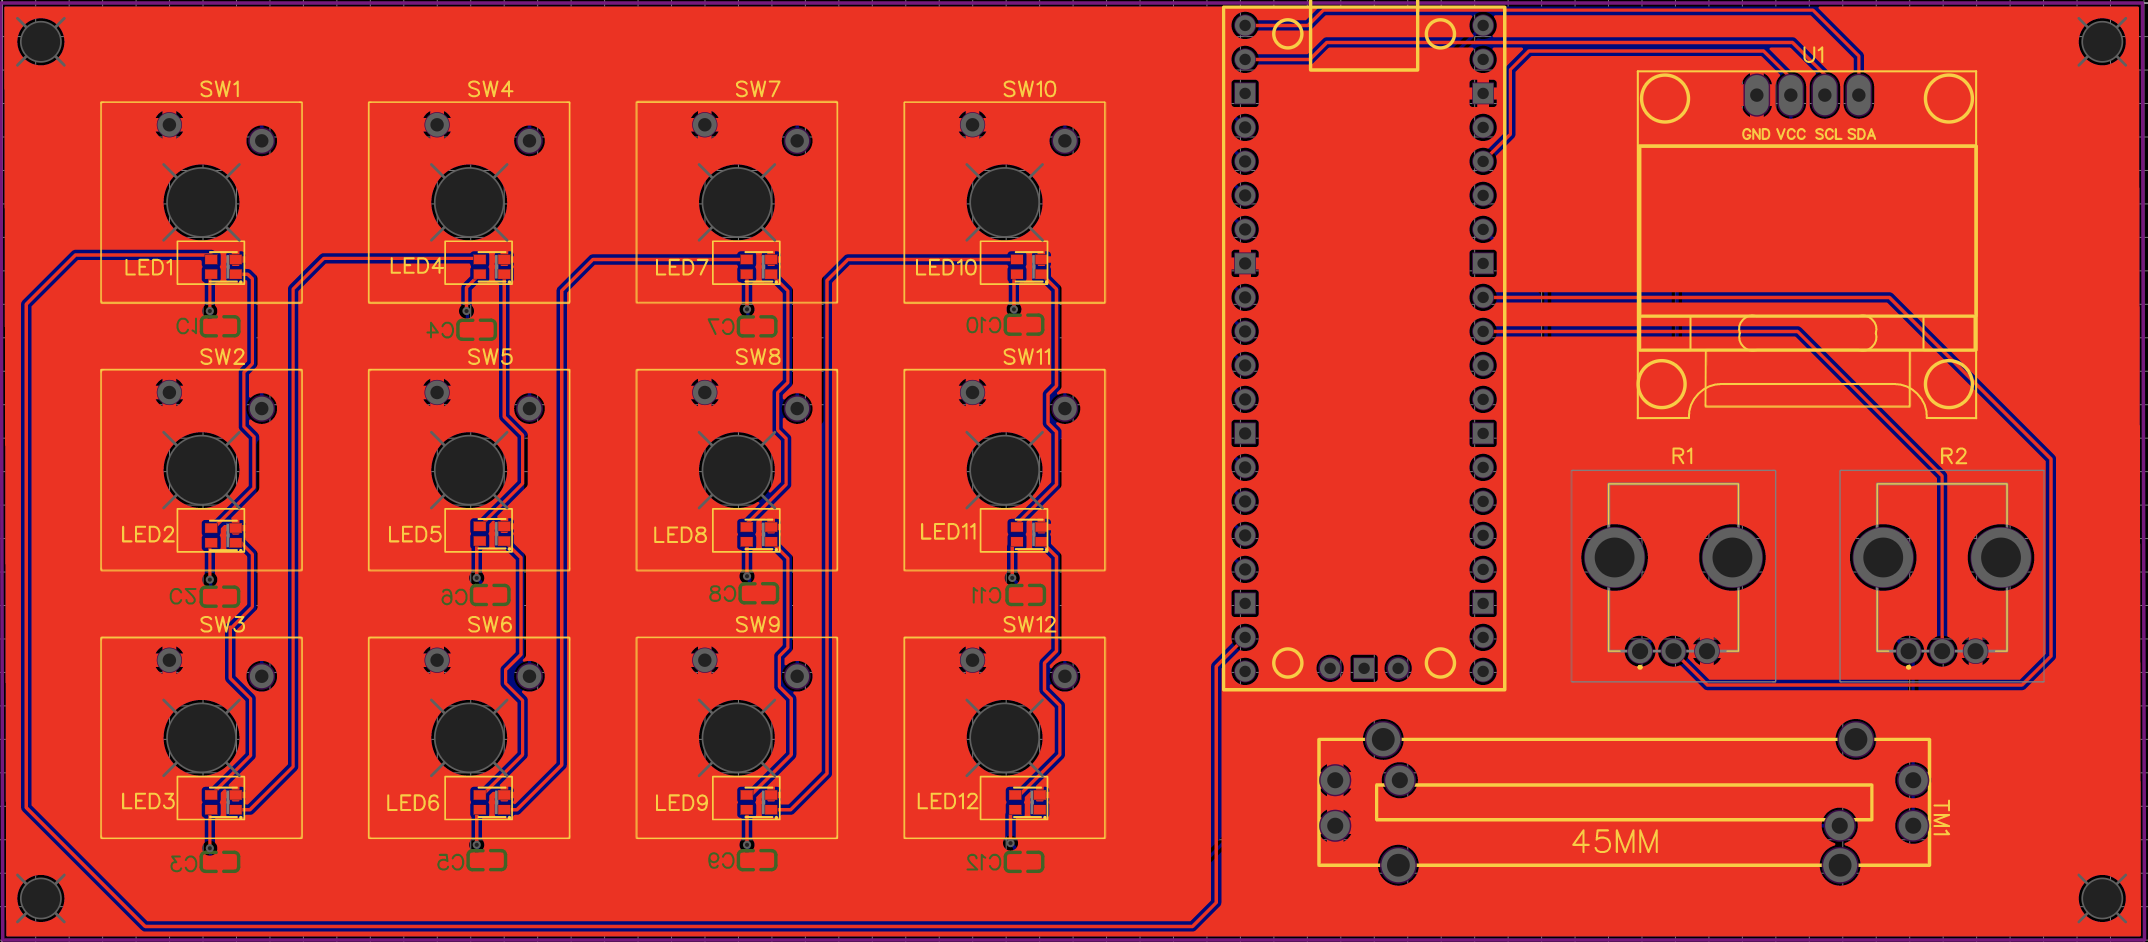 SW1
SW4
SW7
SW10
U1
GND VCC SCL SDA
LED1
LED4
LED7
LED10
C1
C4
C7
C10
SW2
SW5
SW8
SW11
LED2
LED5
LED8
LED11
R1
R2
C2
C6
C8
C11
SW3
SW6
SW9
SW12
LED3
LED6
LED9
LED12
C3
C5
C9
C12
45MM
TM1